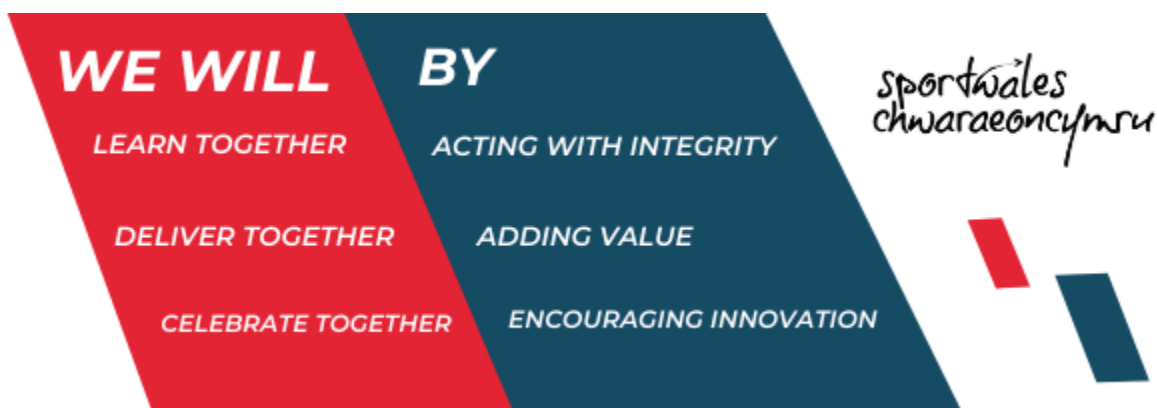 WE WILL
LEARN TOGETHER
DELIVER TOGETHER
CELEBRATE TOGETHER
BY
ACTING WITH INTEGRITY
ADDING VALUE
ENCOURAGING INNOVATION
sportwales
chwaraeoncymru